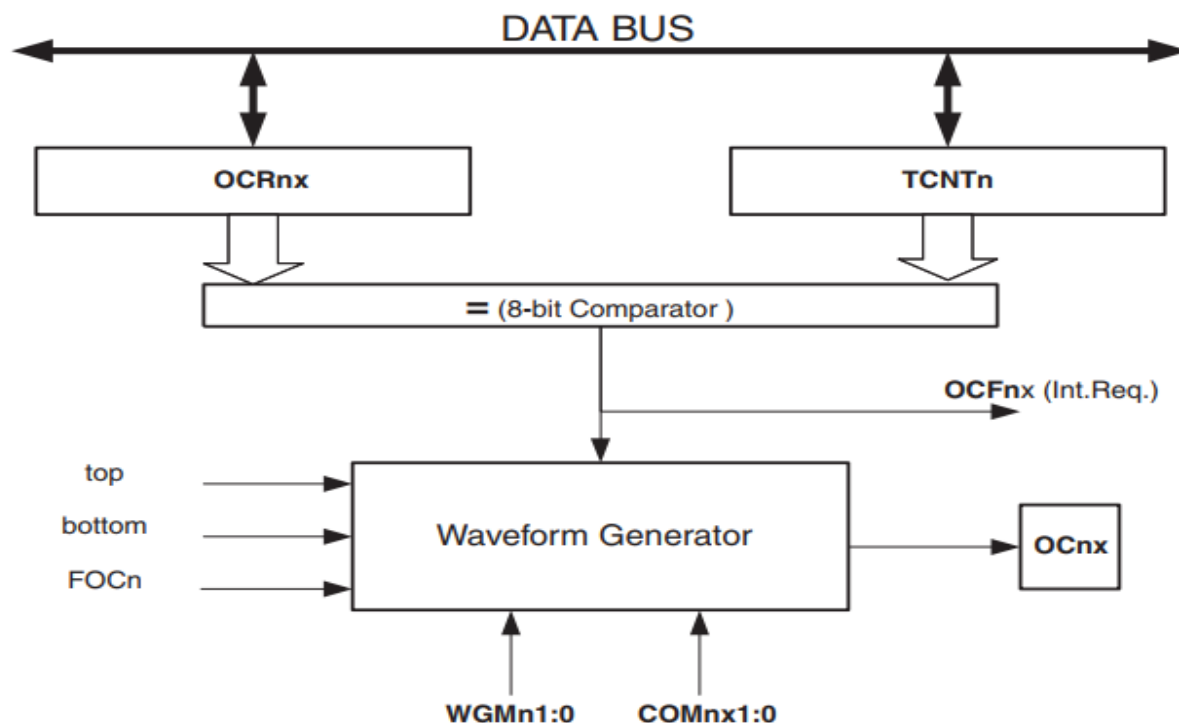 DATA BUS
OCRnx
TCNTn
= (8-bit Comparator )
OCFnx (Int.Req.)
top
bottom
FOCn
Waveform Generator
OCnx
WGMn1:0
COMnx1:0